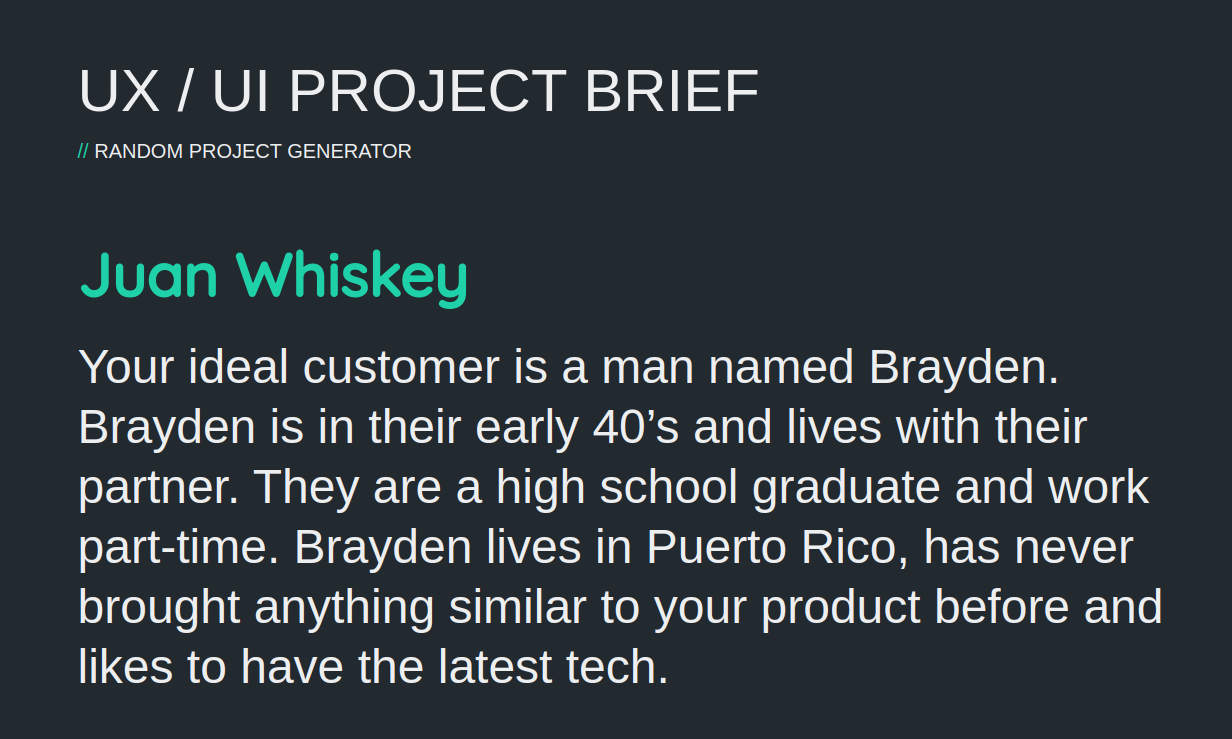 UX / UI PROJECT BRIEF
// RANDOM PROJECT GENERATOR
Juan Whiskey
Your ideal customer is a man named Brayden.
Brayden is in their early 40’s and lives with their
partner. They are a high school graduate and work
part-time. Brayden lives in Puerto Rico, has never
brought anything similar to your product before and
likes to have the latest tech.